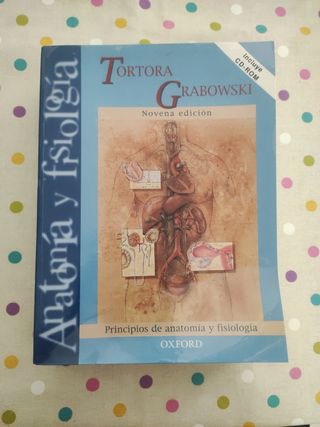 Anatomía y fisiología
TORTORA
GRABOWSKI
Novena edición
incluye
CD-ROM
Principios de anatomía y fisiología
OXFORD